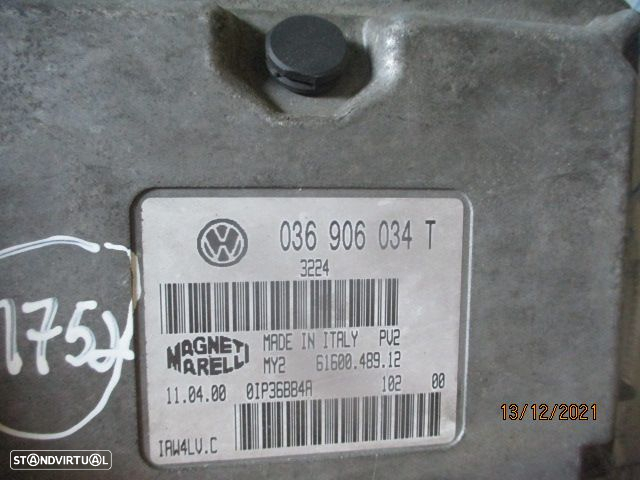 036 906 034 T
3224
MAGNETI MARELLI
MADE IN ITALY PV2
MY2 61600.489.12
11.04.00 0IP36BB4A 102 00
IAW4LV.C
13/12/2021
STANDVIRTUAL